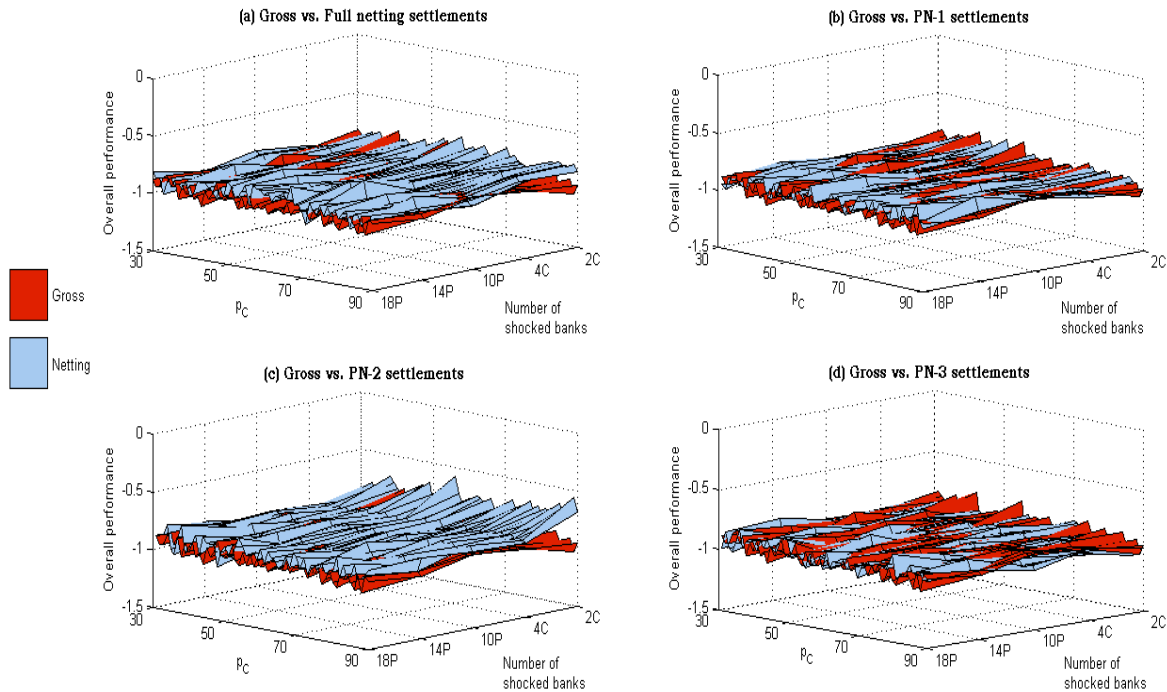 (a) Gross vs. Full netting settlements
0
-0.5
-1
-1.5
Overall performance
30
50
70
90
p_C
18P
14P
10P
4C
2C
Number of
shocked banks
(b) Gross vs. PN-1 settlements
0
-0.5
-1
-1.5
Overall performance
30
50
70
90
p_C
18P
14P
10P
4C
2C
Number of
shocked banks
Gross
Netting
(c) Gross vs. PN-2 settlements
0
-0.5
-1
-1.5
Overall performance
30
50
70
90
p_C
18P
14P
10P
4C
2C
Number of
shocked banks
(d) Gross vs. PN-3 settlements
0
-0.5
-1
-1.5
Overall performance
30
50
70
90
p_C
18P
14P
10P
4C
2C
Number of
shocked banks